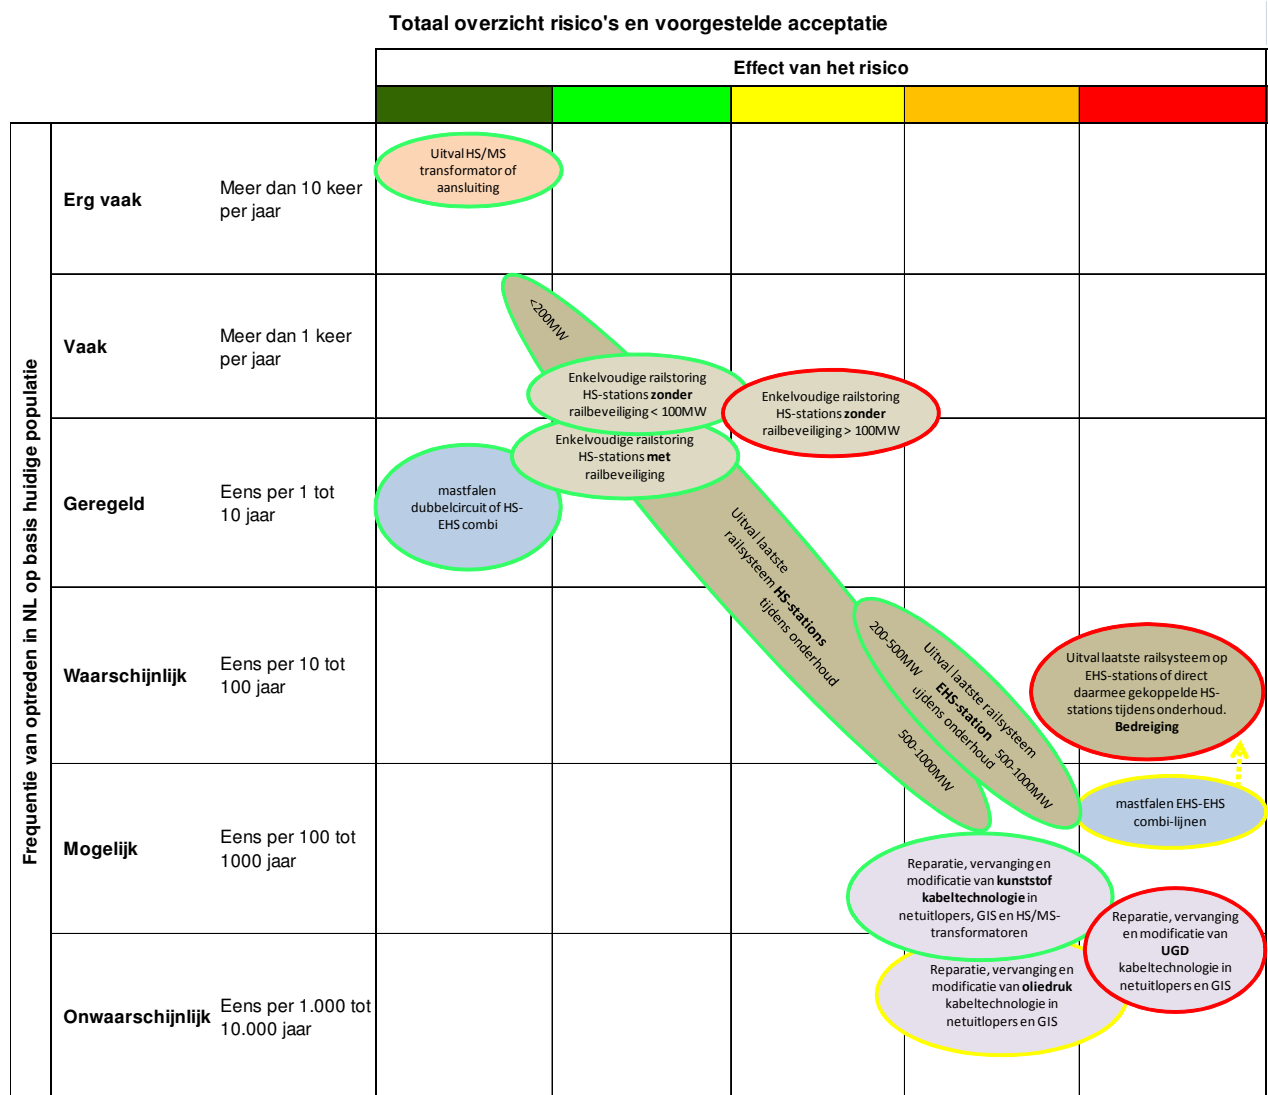 Totaal overzicht risico's en voorgestelde acceptatie
Effect van het risico
Frequentie van optreden in NL op basis huidige populatie
Erg vaak
Meer dan 10 keer
per jaar
Uitval HS/MS
transformator of
aansluiting
Vaak
Meer dan 1 keer
per jaar
<200MW
Enkelvoudige railstoring
HS-stations zonder
railbeveiliging < 100MW
Enkelvoudige railstoring
HS-stations zonder
railbeveiliging > 100MW
Geregeld
Eens per 1 tot
10 jaar
Enkelvoudige railstoring
HS-stations met
railbeveiliging
mastfalen
dubbelcircuit of HS-
EHS combi
Uitval laatste
railsysteem HS-stations
tijdens onderhoud
500-1000MW
Waarschijnlijk
Eens per 10 tot
100 jaar
200-500MW
Uitval laatste railsysteem
EHS-station
tijdens onderhoud
500-1000MW
Uitval laatste railsysteem op
EHS-stations of direct
daarmee gekoppelde HS-
stations tijdens onderhoud.
Bedreiging
Mogelijk
Eens per 100 tot
1000 jaar
mastfalen EHS-EHS
combi-lijnen
Reparatie, vervanging en
modificatie van kunststof
kabeltechnologie in
netuitlopers, GIS en HS/MS-
transformatoren
Reparatie, vervanging
en modificatie van
UGD
kabeltechnologie in
netuitlopers en GIS
Onwaarschijnlijk
Eens per 1.000 tot
10.000 jaar
Reparatie, vervanging en
modificatie van oliedruk
kabeltechnologie in
netuitlopers en GIS